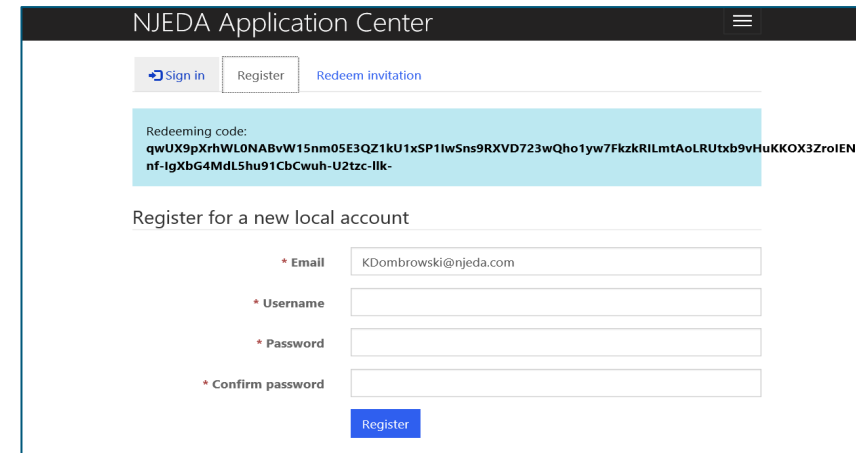 NJEDA Application Center
Sign in Register Redeem invitation
Redeeming code:
qwUX9pXrhWL0NABvW15nm05E3QZ1kU1xSP1IwSns9RXVD723wQho1yw7FkzkRILmtAoLRUtxb9vHuKKOX3ZroIEN
nf-IgXbG4MdL5hu91CbCwuh-U2tzc-llk-
Register for a new local account
* Email KDombrowski@njeda.com
* Username
* Password
* Confirm password
Register